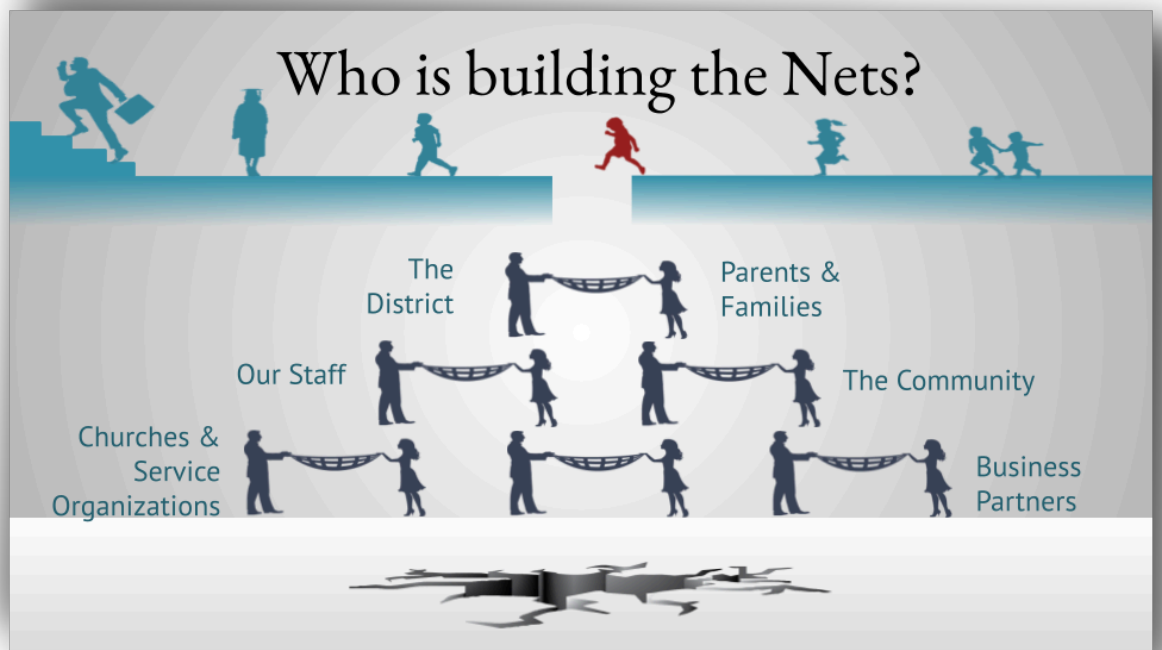 Who is building the Nets?
The
District
Parents &
Families
Our Staff
The Community
Churches &
Service
Organizations
Business
Partners